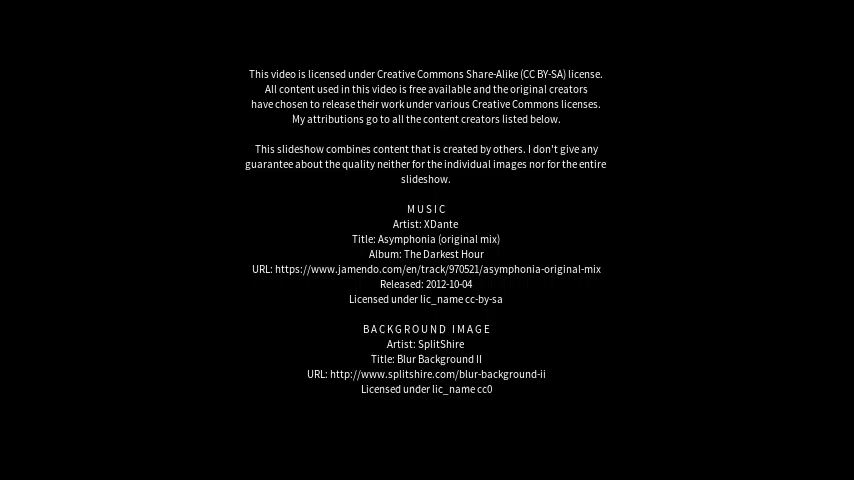 This video is licensed under Creative Commons Share-Alike (CC BY-SA) license.
All content used in this video is free available and the original creators
have chosen to release their work under various Creative Commons licenses.
My attributions go to all the content creators listed below.
This slideshow combines content that is created by others. I don't give any
guarantee about the quality neither for the individual images nor for the entire
slideshow.
MUSIC
Artist: XDante
Title: Asymphonia (original mix)
Album: The Darkest Hour
URL: https://www.jamendo.com/en/track/970521/asymphonia-original-mix
Released: 2012-10-04
Licensed under lic_name cc-by-sa
BACKGROUND IMAGE
Artist: SplitShire
Title: Blur Background II
URL: http://www.splitshire.com/blur-background-ii
Licensed under lic_name cc0